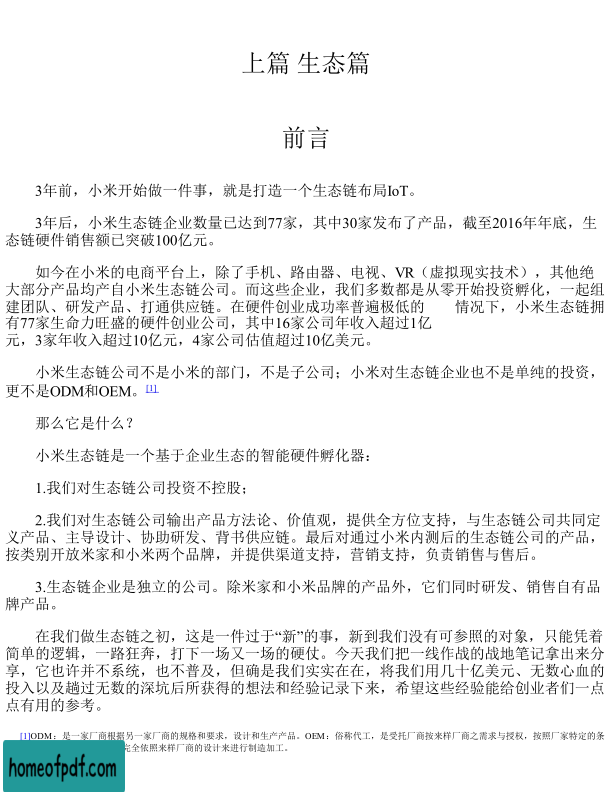 上篇 生态篇
前言
3年前，小米开始做一件事，就是打造一个生态链布局IoT。
3年后，小米生态链企业数量已达到77家，其中30家发布了产品，截至2016年年底，生
态链硬件销售额已突破100亿元。
如今在小米的电商平台上，除了手机、路由器、电视、VR（虚拟现实技术），其他绝
大部分产品均产自小米生态链公司。而这些企业，我们多数都是从零开始投资孵化，一起组
建团队、研发产品、打通供应链。在硬件创业成功率普遍极低的 情况下，小米生态链拥
有77家生命力旺盛的硬件创业公司，其中16家公司年收入超过1亿
元，3家年收入超过10亿元，4家公司估值超过10亿美元。
小米生态链公司不是小米的部门，不是子公司；小米对生态链企业也不是单纯的投资，
更不是ODM和OEM。[1]
那么它是什么？
小米生态链是一个基于企业生态的智能硬件孵化器：
1.我们对生态链公司投资不控股；
2.我们对生态链公司输出产品方法论、价值观，提供全方位支持，与生态链公司共同定
义产品、主导设计、协助研发、背书供应链。最后对通过小米内测后的生态链公司的产品，
按类别开放米家和小米两个品牌，并提供渠道支持，营销支持，负责销售与售后。
3.生态链企业是独立的公司。除米家和小米品牌的产品外，它们同时研发、销售自有品
牌产品。
在我们做生态链之初，这是一件过于“新”的事，新到我们没有可参照的对象，只能凭着
简单的逻辑，一路狂奔，打下一场又一场的硬仗。今天我们把一线作战的战地笔记拿出来分
享，它也许并不系统，也不普及，但确是我们实实在在，将我们用几十亿美元、无数心血的
投入以及趟过无数的深坑后所获得的想法和经验记录下来，希望这些经验能给创业者们一点
点有用的参考。
[1]ODM：是一家厂商根据另一家厂商的规格和要求，设计和生产产品。OEM：俗称代工，是受托厂商按来样厂商之需求与授权，按照厂家特定的条
完全依照来样厂商的设计来进行制造加工。
homeofpdf.com